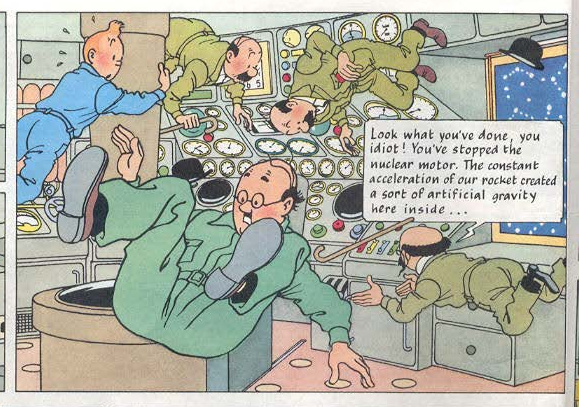 Look what you've done, you
idiot! You've stopped the
nuclear motor. The constant
acceleration of our rocket created
a sort of artificial gravity
here inside...